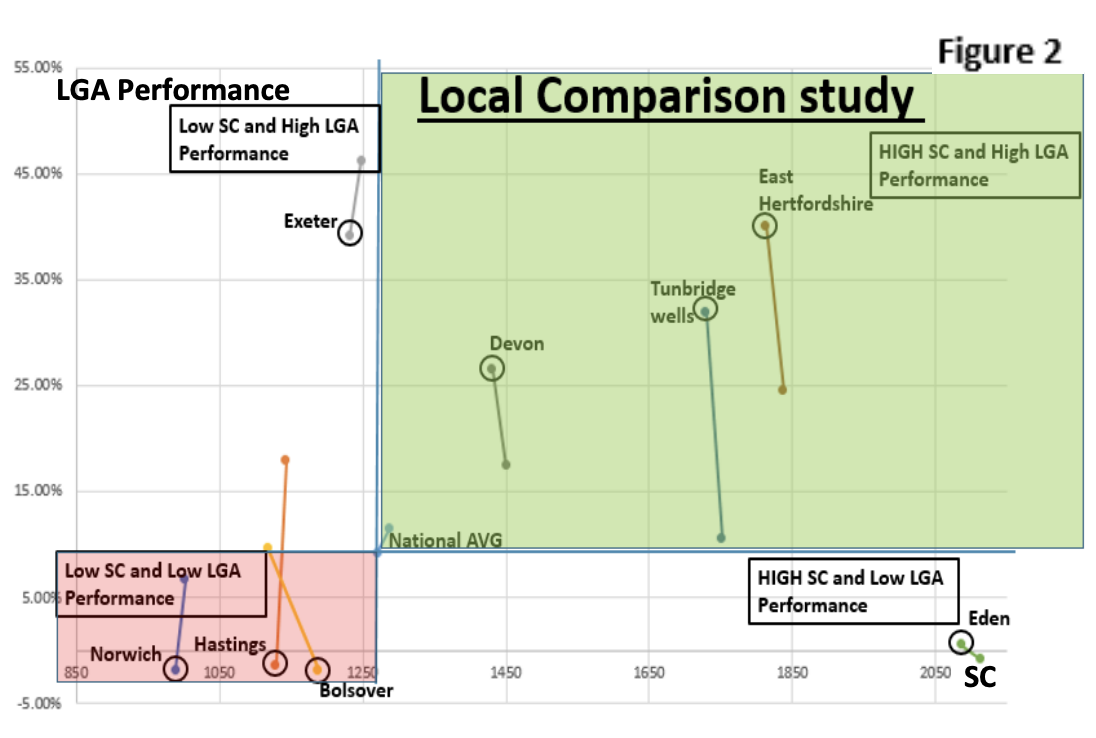 Figure 2
55.00%
LGA Performance
Local Comparison study
Low SC and High LGA
Performance
HIGH SC and High LGA
Performance
45.00%
East
Hertfordshire
Exeter
35.00%
Tunbridge
wells
Devon
25.00%
15.00%
National AVG
Low SC and Low LGA
Performance
HIGH SC and Low LGA
Performance
5.00%
Eden
Hastings
Norwich
850
1050
1250
1450
1650
1850
2050
SC
Bolsover
-5.00%